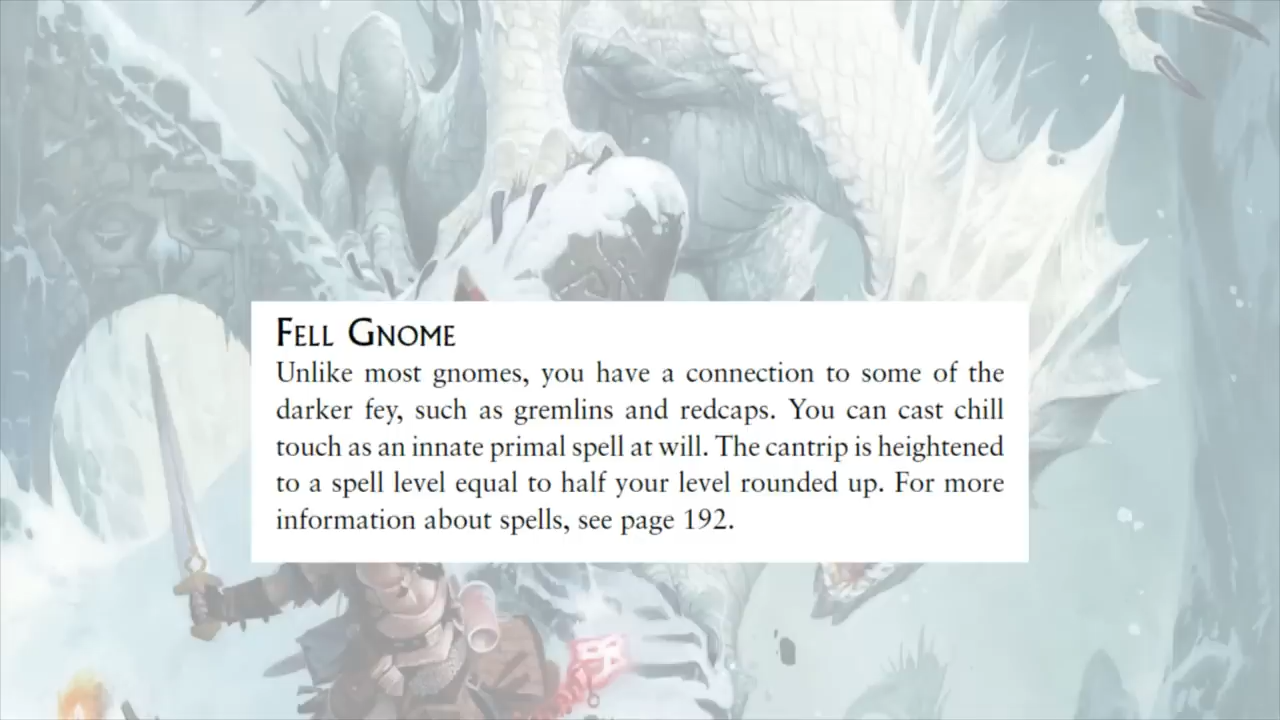 Fell Gnome
Unlike most gnomes, you have a connection to some of the
darker fey, such as gremlins and redcaps. You can cast chill
touch as an innate primal spell at will. The cantrip is heightened
to a spell level equal to half your level rounded up. For more
information about spells, see page 192.